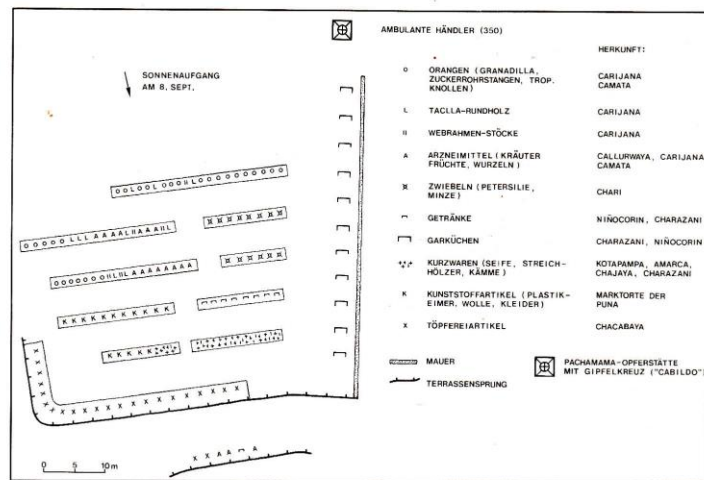 AMBULANTE HÄNDLER (350)
HERKUNFT:
SONNENAUFGANG
AM 8. SEPT.
O ORANGEN (GRANADILLA, ZUCKERROHRSTANGEN, TROP. KNOLLEN) CARIJANA
CAMATA
L TACLLA-RUNDHOLZ CARIJANA
II WEBRAHMEN-STÖCKE CARIJANA
A ARZNEIMITTEL (KRÄUTER CALLURWAYA, CARIJANA
FRÜCHTE, WURZELN) CAMATA
ZWIEBELN (PETERSILIE, CHARI
MINZE)
GETRÄNKE NIÑOCORIN, CHARAZANI
GARKÜCHEN CHARAZANI, NIÑOCORIN
KURZWAREN (SEIFE, STREICH- KOTAPAMPA, AMARCA,
HÖLZER, KÄMME) CHAJAYA, CHARAZANI
K KUNSTSTOFFARTIKEL (PLASTIK- MARKTORTE DER
EIMER, WOLLE, KLEIDER) PUNA
X TÖPFEREIARTIKEL CHACABAYA
MAUER
TERRASSENSPRUNG
PACHAMAMA-OPFERSTÄTTE
MIT GIPFELKREUZ ("CABILDO")
0 5 10m